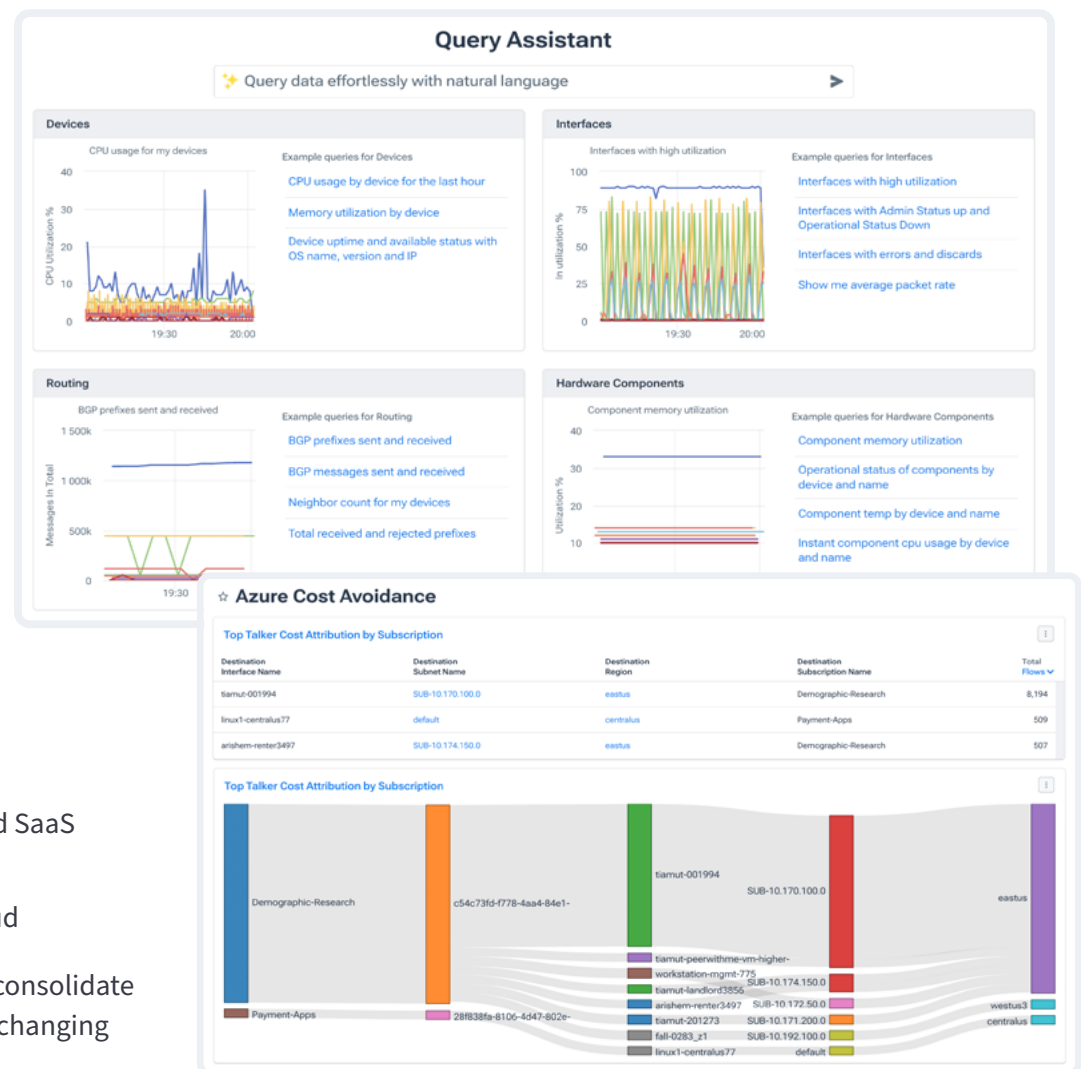 Query Assistant
Query data effortlessly with natural language
Devices
CPU usage for my devices
CPU Utilization %
40
30
20
10
0
19:30 20:00
Example queries for Devices
CPU usage by device for the last hour
Memory utilization by device
Device uptime and available status with
OS name, version and IP
Interfaces
Interfaces with high utilization
In utilization %
100
75
50
25
0
19:30 20:00
Example queries for Interfaces
Interfaces with high utilization
Interfaces with Admin Status up and
Operational Status Down
Interfaces with errors and discards
Show me average packet rate
Routing
BGP prefixes sent and received
Messages In Total
1 500k
1 000k
500k
0
19:30
Example queries for Routing
BGP prefixes sent and received
BGP messages sent and received
Neighbor count for my devices
Total received and rejected prefixes
Hardware Components
Component memory utilization
Utilization %
40
30
20
10
Example queries for Hardware Components
Component memory utilization
Operational status of components by
device and name
Component temp by device and name
Instant component cpu usage by device
and name
Azure Cost Avoidance
Top Talker Cost Attribution by Subscription
Destination Interface Name Destination Subnet Name Destination Region Destination Subscription Name Total Flows
tiamut-001994 SUB-10.170.100.0 eastus Demographic-Research 8,194
linux1-centralus77 default centralus Payment-Apps 509
arishem-renter3497 SUB-10.174.150.0 eastus Demographic-Research 507
Top Talker Cost Attribution by Subscription
Demographic-Research
Payment-Apps
c54c73fd-f778-4aa4-84e1-
28f838fa-8106-4d47-802e-
tiamut-001994
tiamut-peerwithme-vm-higher-
workstation-mgmt-775
tiamut-landlord3856
arishem-renter3497
tiamut-201273
fall-0283_z1
linux1-centralus77
SUB-10.170.100.0
SUB-10.174.150.0
SUB-10.172.50.0
SUB-10.171.200.0
SUB-10.192.100.0
default
eastus
westus3
centralus
d SaaS
ud
consolidate
changing